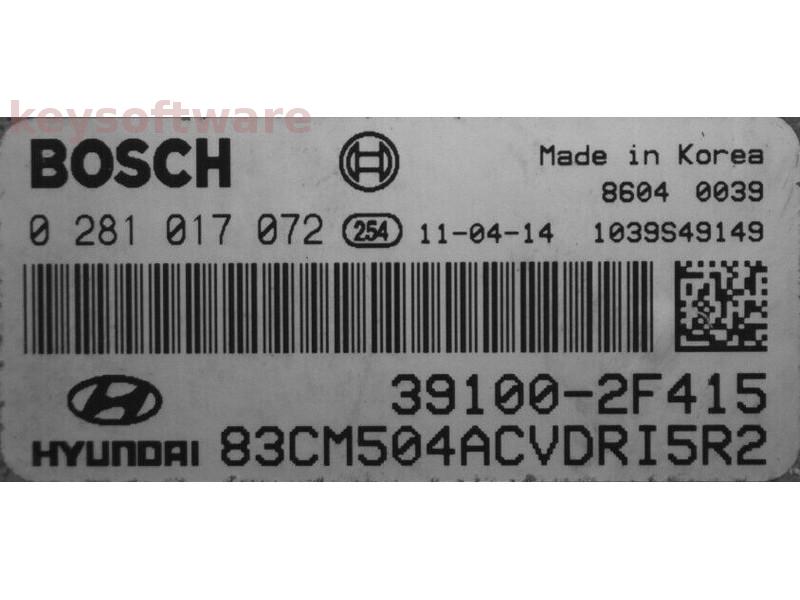 keysoftware
BOSCH
Made in Korea
8604 0039
0 281 017 072 254 11-04-14 1039S49149
39100-2F415
HYUNDAI 83CM504ACVDRI5R2